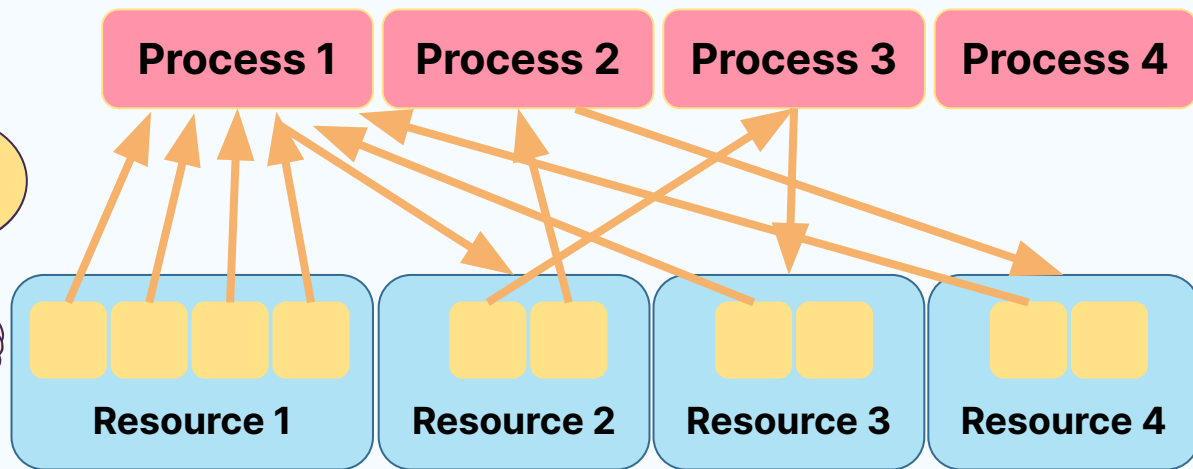 Process 1
Process 2
Process 3
Process 4
Resource 1
Resource 2
Resource 3
Resource 4